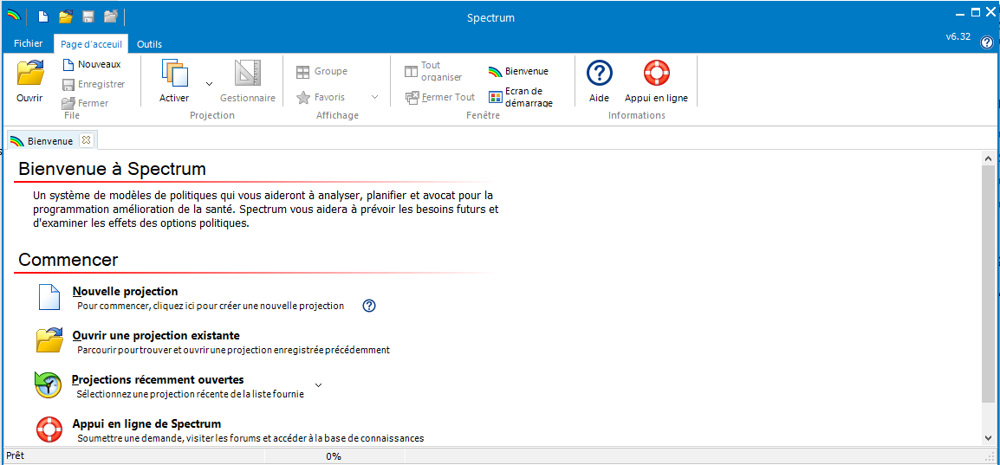 Spectrum
Fichier Page d'acceuil Outils v6.32
Ouvrir
Nouveaux
Enregistrer
Fermer
File
Activer
Gestionnaire
Projection
Groupe
Favoris
Affichage
Tout
organiser
Fermer Tout
Bienvenue
Ecran de
démarrage
Fenêtre
Aide
Appui en ligne
Informations
Bienvenue
Bienvenue à Spectrum
Un système de modèles de politiques qui vous aideront à analyser, planifier et avocat pour la
programmation amélioration de la santé. Spectrum vous aidera à prévoir les besoins futurs et
d'examiner les effets des options politiques.
Commencer
Nouvelle projection
Pour commencer, cliquez ici pour créer une nouvelle projection
Ouvrir une projection existante
Parcourir pour trouver et ouvrir une projection enregistrée précédemment
Projections récemment ouvertes
Sélectionnez une projection récente de la liste fournie
Appui en ligne de Spectrum
Soumettre une demande, visiter les forums et accéder à la base de connaissances
Prêt 0%